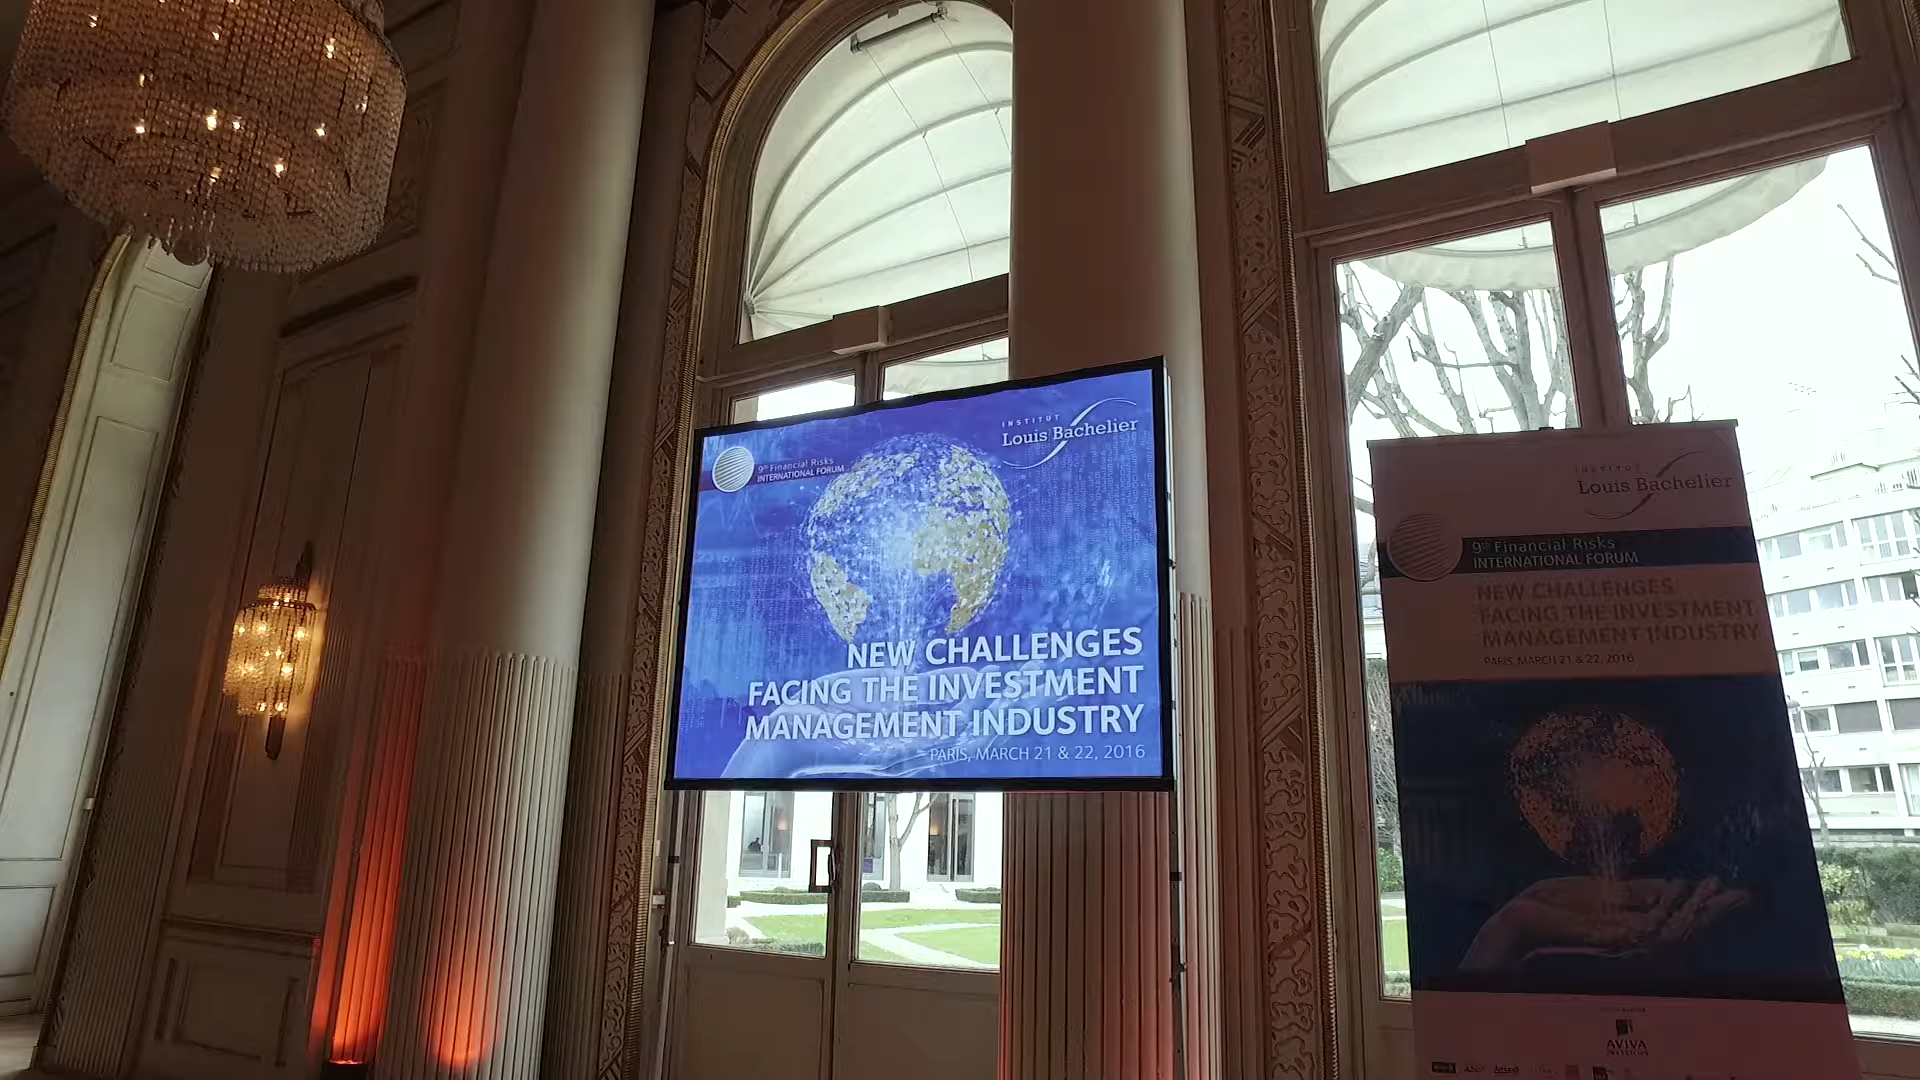 INSTITUT
Louis Bachelier
9th Financial Risks
INTERNATIONAL FORUM
NEW CHALLENGES
FACING THE INVESTMENT
MANAGEMENT INDUSTRY
PARIS, MARCH 21 & 22, 2016
INSTITUT
Louis Bachelier
9th Financial Risks
INTERNATIONAL FORUM
NEW CHALLENGES
FACING THE INVESTMENT
MANAGEMENT INDUSTRY
PARIS, MARCH 21 & 22, 2016
AVIVA